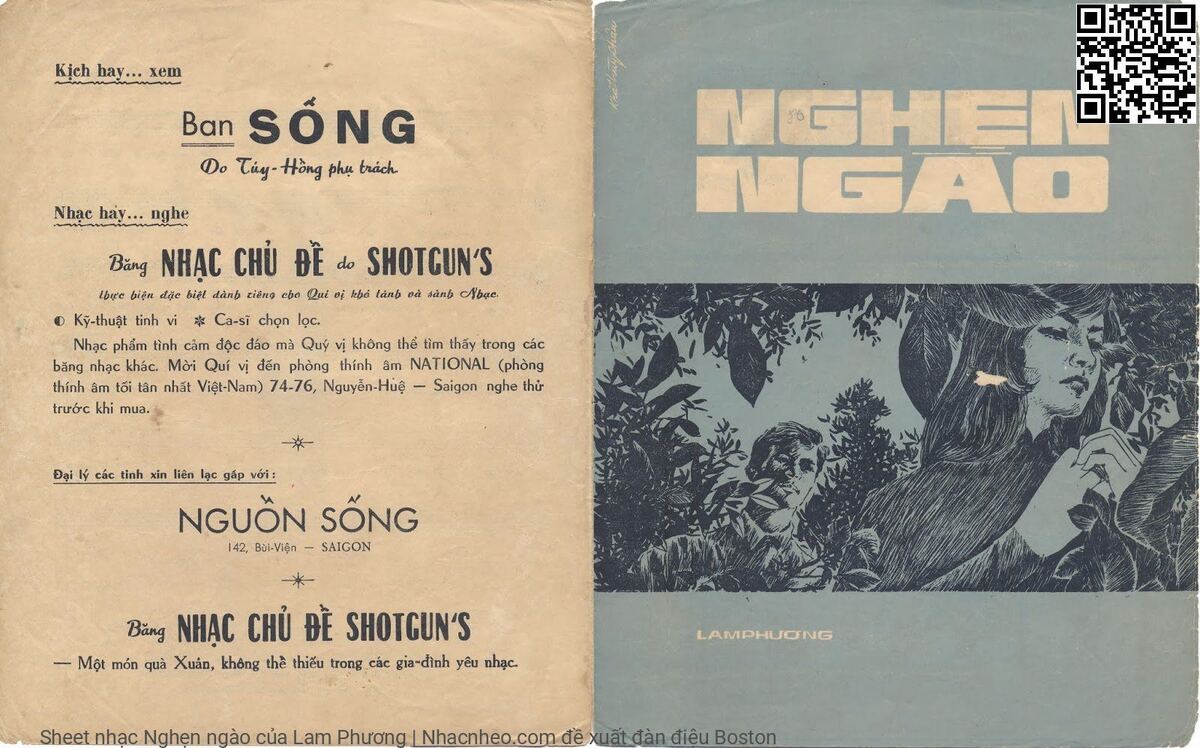 Kịch hay... xem
Ban SỐNG
Do Túy-Hồng phụ trách
Nhạc hay... nghe
Băng NHẠC CHỦ ĐỀ do SHOTGUN'S
thực hiện đặc biệt dành riêng cho Quí vị khó tánh và sành Nhạc.
Kỹ-thuật tinh vi ✻ Ca-sĩ chọn lọc.
Nhạc phẩm tình cảm độc đáo mà Quý vị không thể tìm thấy trong các
băng nhạc khác. Mời Quí vị đến phòng thính âm NATIONAL (phòng
thính âm tối tân nhất Việt-Nam) 74-76, Nguyễn-Huệ — Saigon nghe thử
trước khi mua.
Đại lý các tỉnh xin liên lạc gáp với:
NGUỒN SỐNG
142, Bùi-Viện — SAIGON
Băng NHẠC CHỦ ĐỀ SHOTGUN'S
— Một món quà Xuân, không thể thiếu trong các gia-đình yêu nhạc.
NGHẸN
NGÀO
LAM PHƯƠNG
Sheet nhạc Nghẹn ngào của Lam Phương | Nhacnheo.com đề xuất đàn điệu Boston